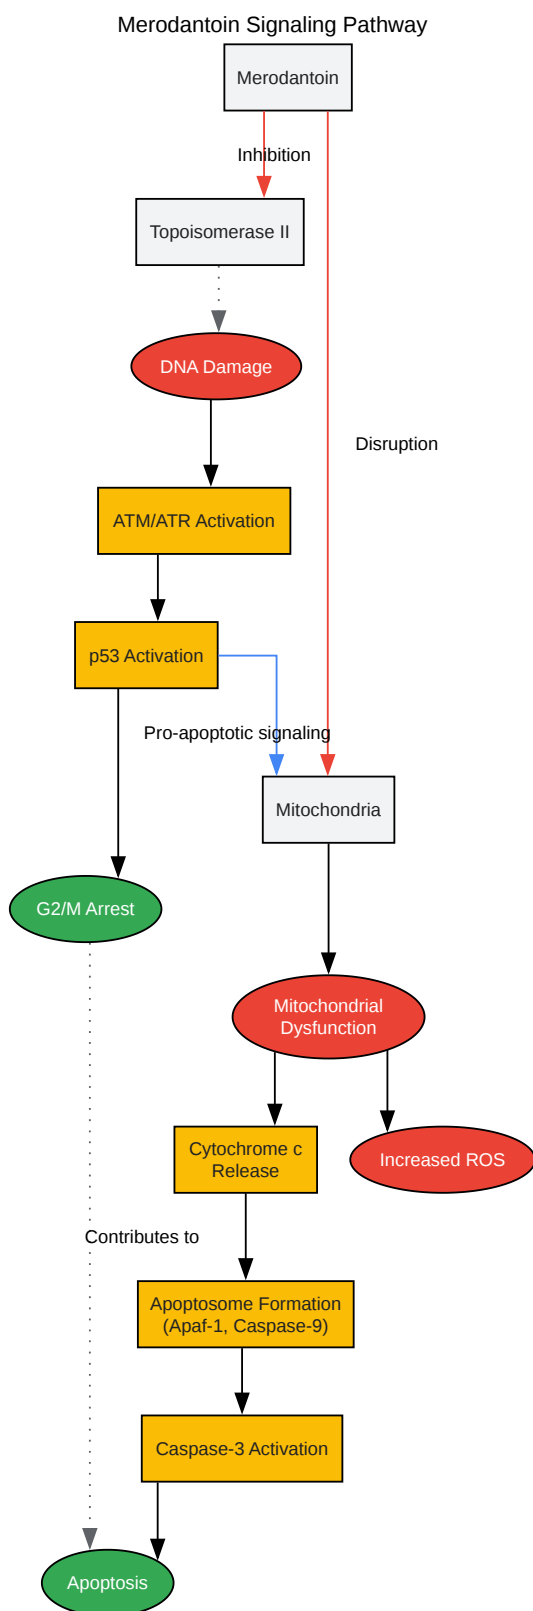 Merodantoin Signaling Pathway
Merodantoin
Inhibition
Topoisomerase II
DNA Damage
Disruption
ATM/ATR Activation
p53 Activation
Pro-apoptotic signaling
Mitochondria
G2/M Arrest
Mitochondrial
Dysfunction
Cytochrome c
Release
Increased ROS
Contributes to
Apoptosome Formation
(Apaf-1, Caspase-9)
Caspase-3 Activation
Apoptosis